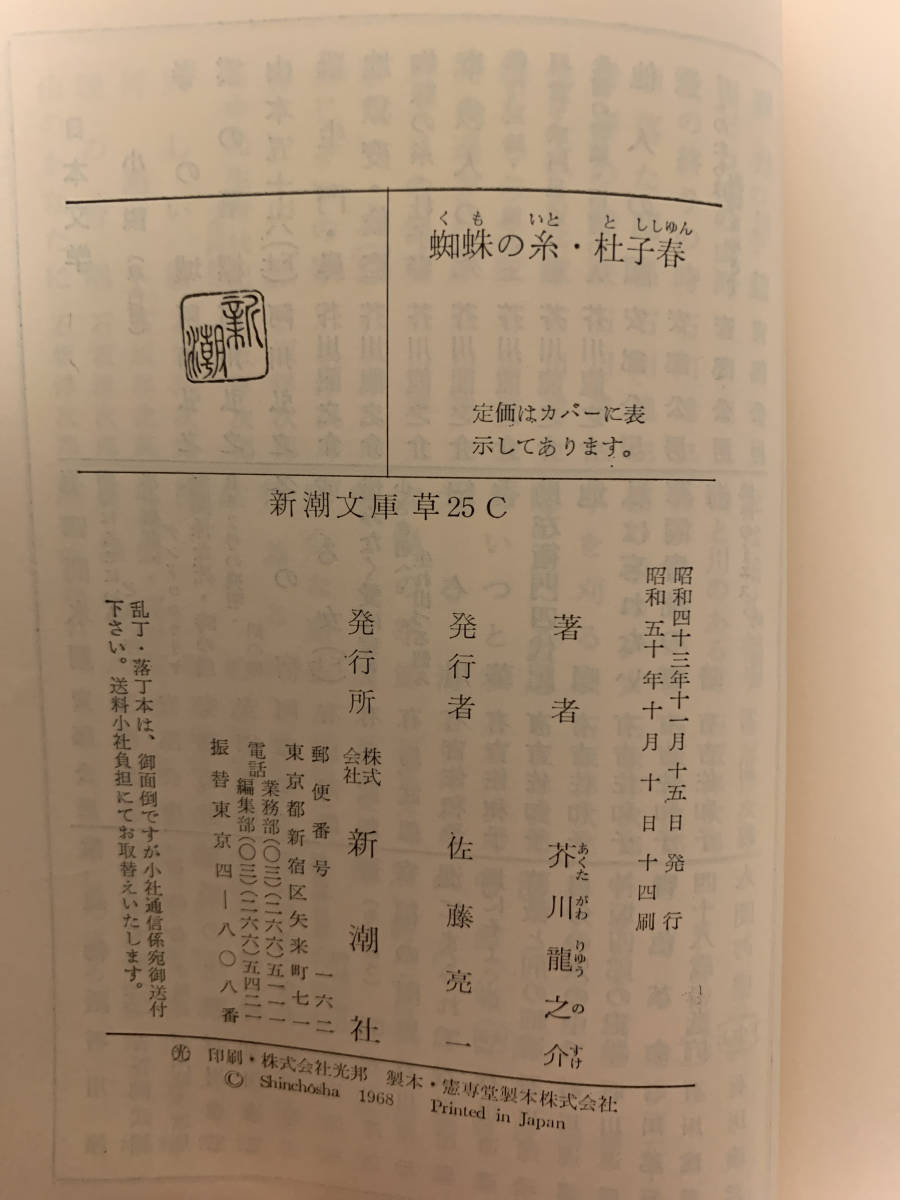 蜘蛛の糸・杜子春
くも いと と ししゅん
新潮
定価はカバーに表
示してあります。
新潮文庫 草25C
昭和四十三年十一月十五日 発行
昭和五十年十月十日 十四刷
著者 芥川龍之介
あくた がわ りゅう の すけ
発行者 佐藤亮一
発行所 株式会社 新潮社
郵便番号 一六二
東京都新宿区矢来町七一
電話 業務部(〇三)(二六六)五一一一
編集部(〇三)(二六六)五四二一
振替東京四―八〇八番
乱丁・落丁本は、御面倒ですが小社通信係宛御送付
下さい。送料小社負担にてお取替えいたします。
光 印刷・株式会社光邦 製本・憲専堂製本株式会社
© Shinchōsha 1968 Printed in Japan